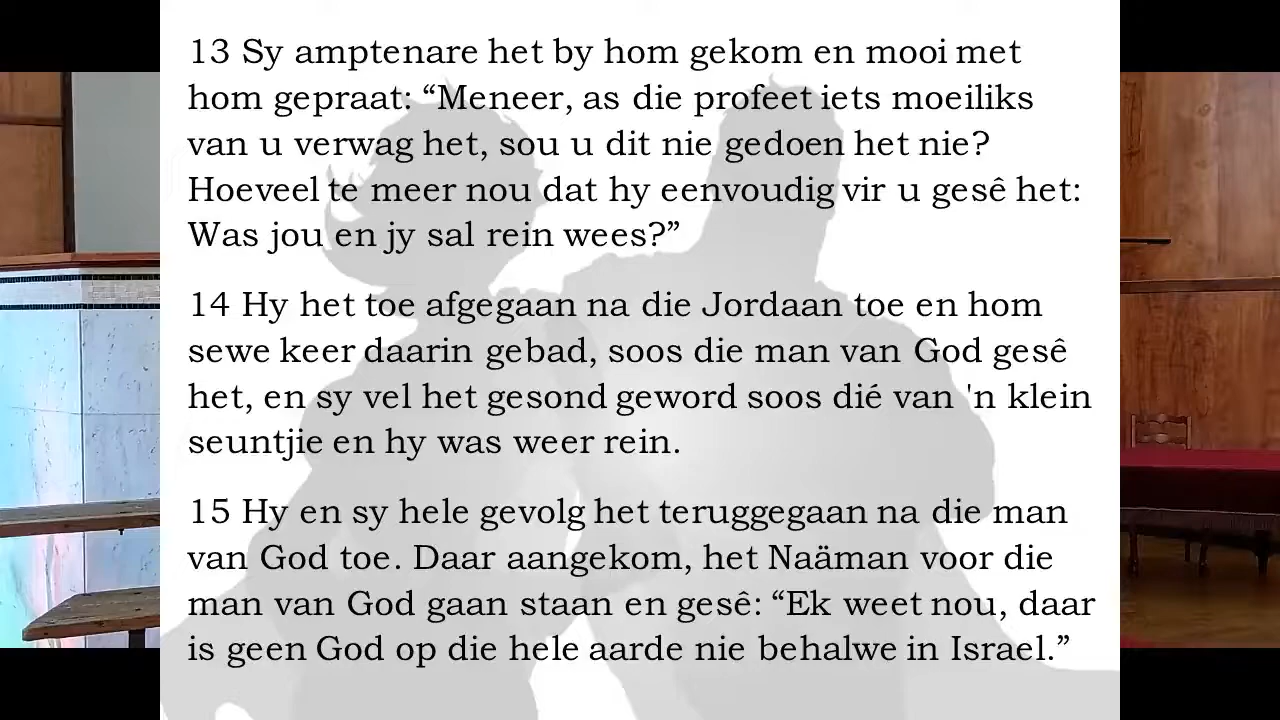 13 Sy amptenare het by hom gekom en mooi met
hom gepraat: “Meneer, as die profeet iets moeiliks
van u verwag het, sou u dit nie gedoen het nie?
Hoeveel te meer nou dat hy eenvoudig vir u gesê het:
Was jou en jy sal rein wees?”
14 Hy het toe afgegaan na die Jordaan toe en hom
sewe keer daarin gebad, soos die man van God gesê
het, en sy vel het gesond geword soos dié van 'n klein
seuntjie en hy was weer rein.
15 Hy en sy hele gevolg het teruggegaan na die man
van God toe. Daar aangekom, het Naäman voor die
man van God gaan staan en gesê: “Ek weet nou, daar
is geen God op die hele aarde nie behalwe in Israel.”